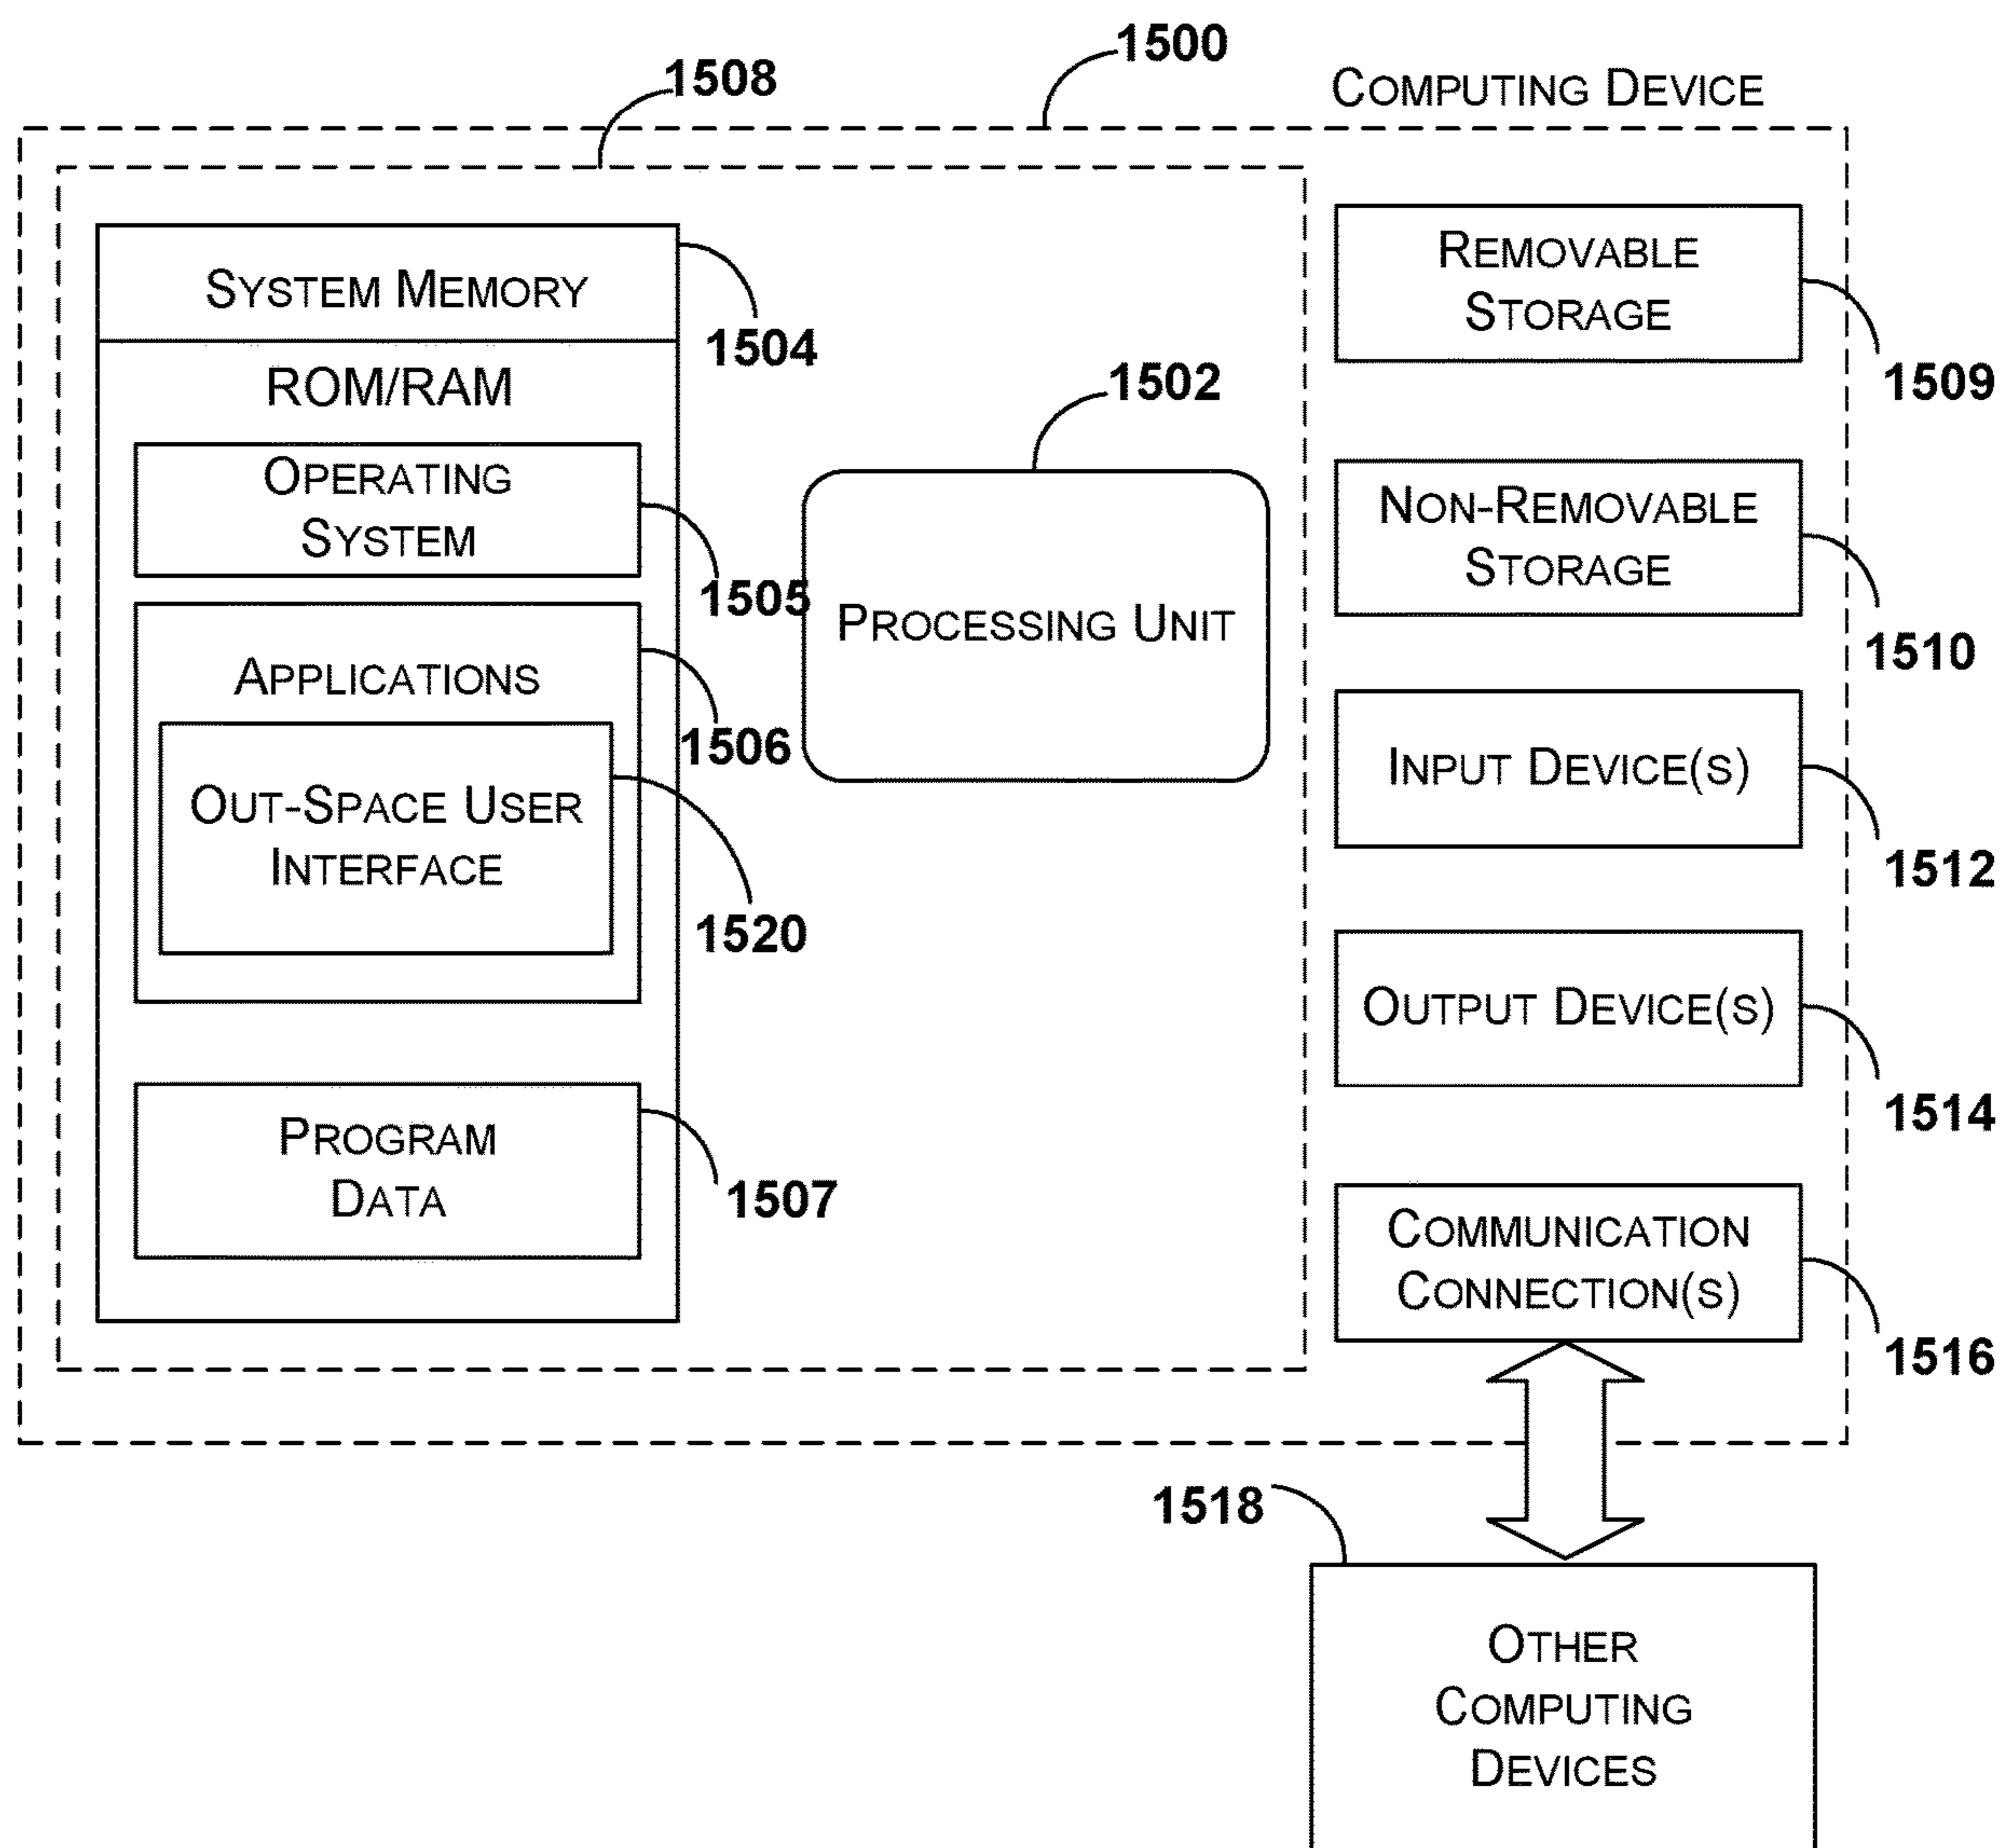 1500
1508
COMPUTING DEVICE
SYSTEM MEMORY
1504
ROM/RAM
OPERATING
SYSTEM
1505
APPLICATIONS
1506
OUT-SPACE USER
INTERFACE
1520
PROGRAM
DATA
1507
1502
PROCESSING UNIT
REMOVABLE
STORAGE
1509
NON-REMOVABLE
STORAGE
1510
INPUT DEVICE(S)
1512
OUTPUT DEVICE(S)
1514
COMMUNICATION
CONNECTION(S)
1516
1518
OTHER
COMPUTING
DEVICES